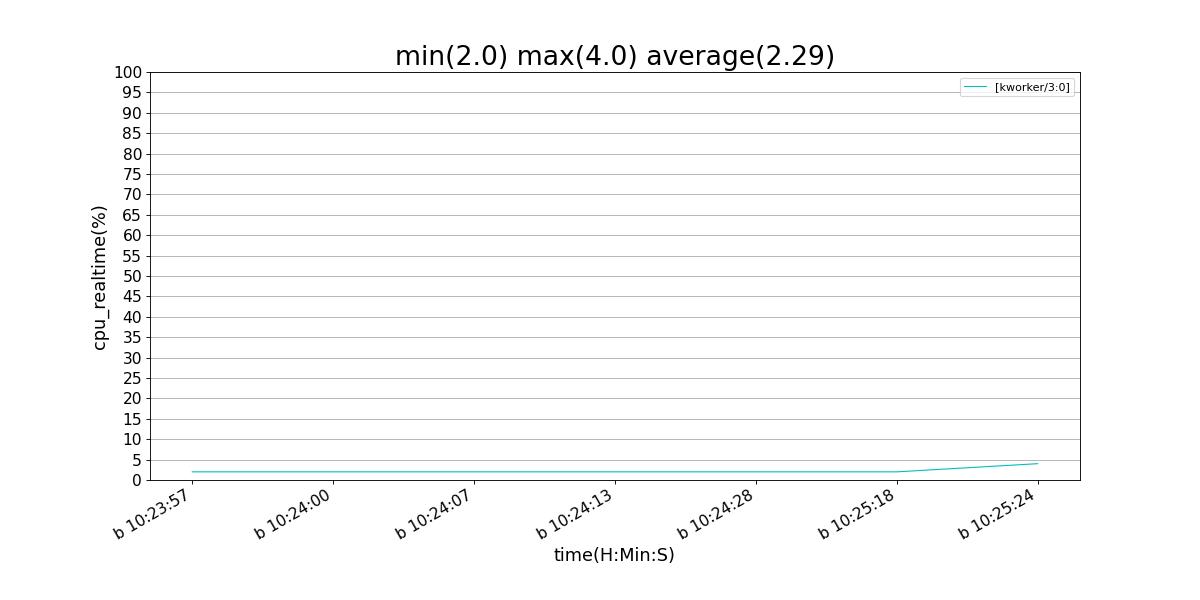 min(2.0) max(4.0) average(2.29)
[kworker/3:0]
100
95
90
85
80
75
70
65
60
55
50
45
40
35
30
25
20
15
10
5
0
cpu_realtime(%)
b 10:23:57
b 10:24:00
b 10:24:07
b 10:24:13
b 10:24:28
b 10:25:18
b 10:25:24
time(H:Min:S)